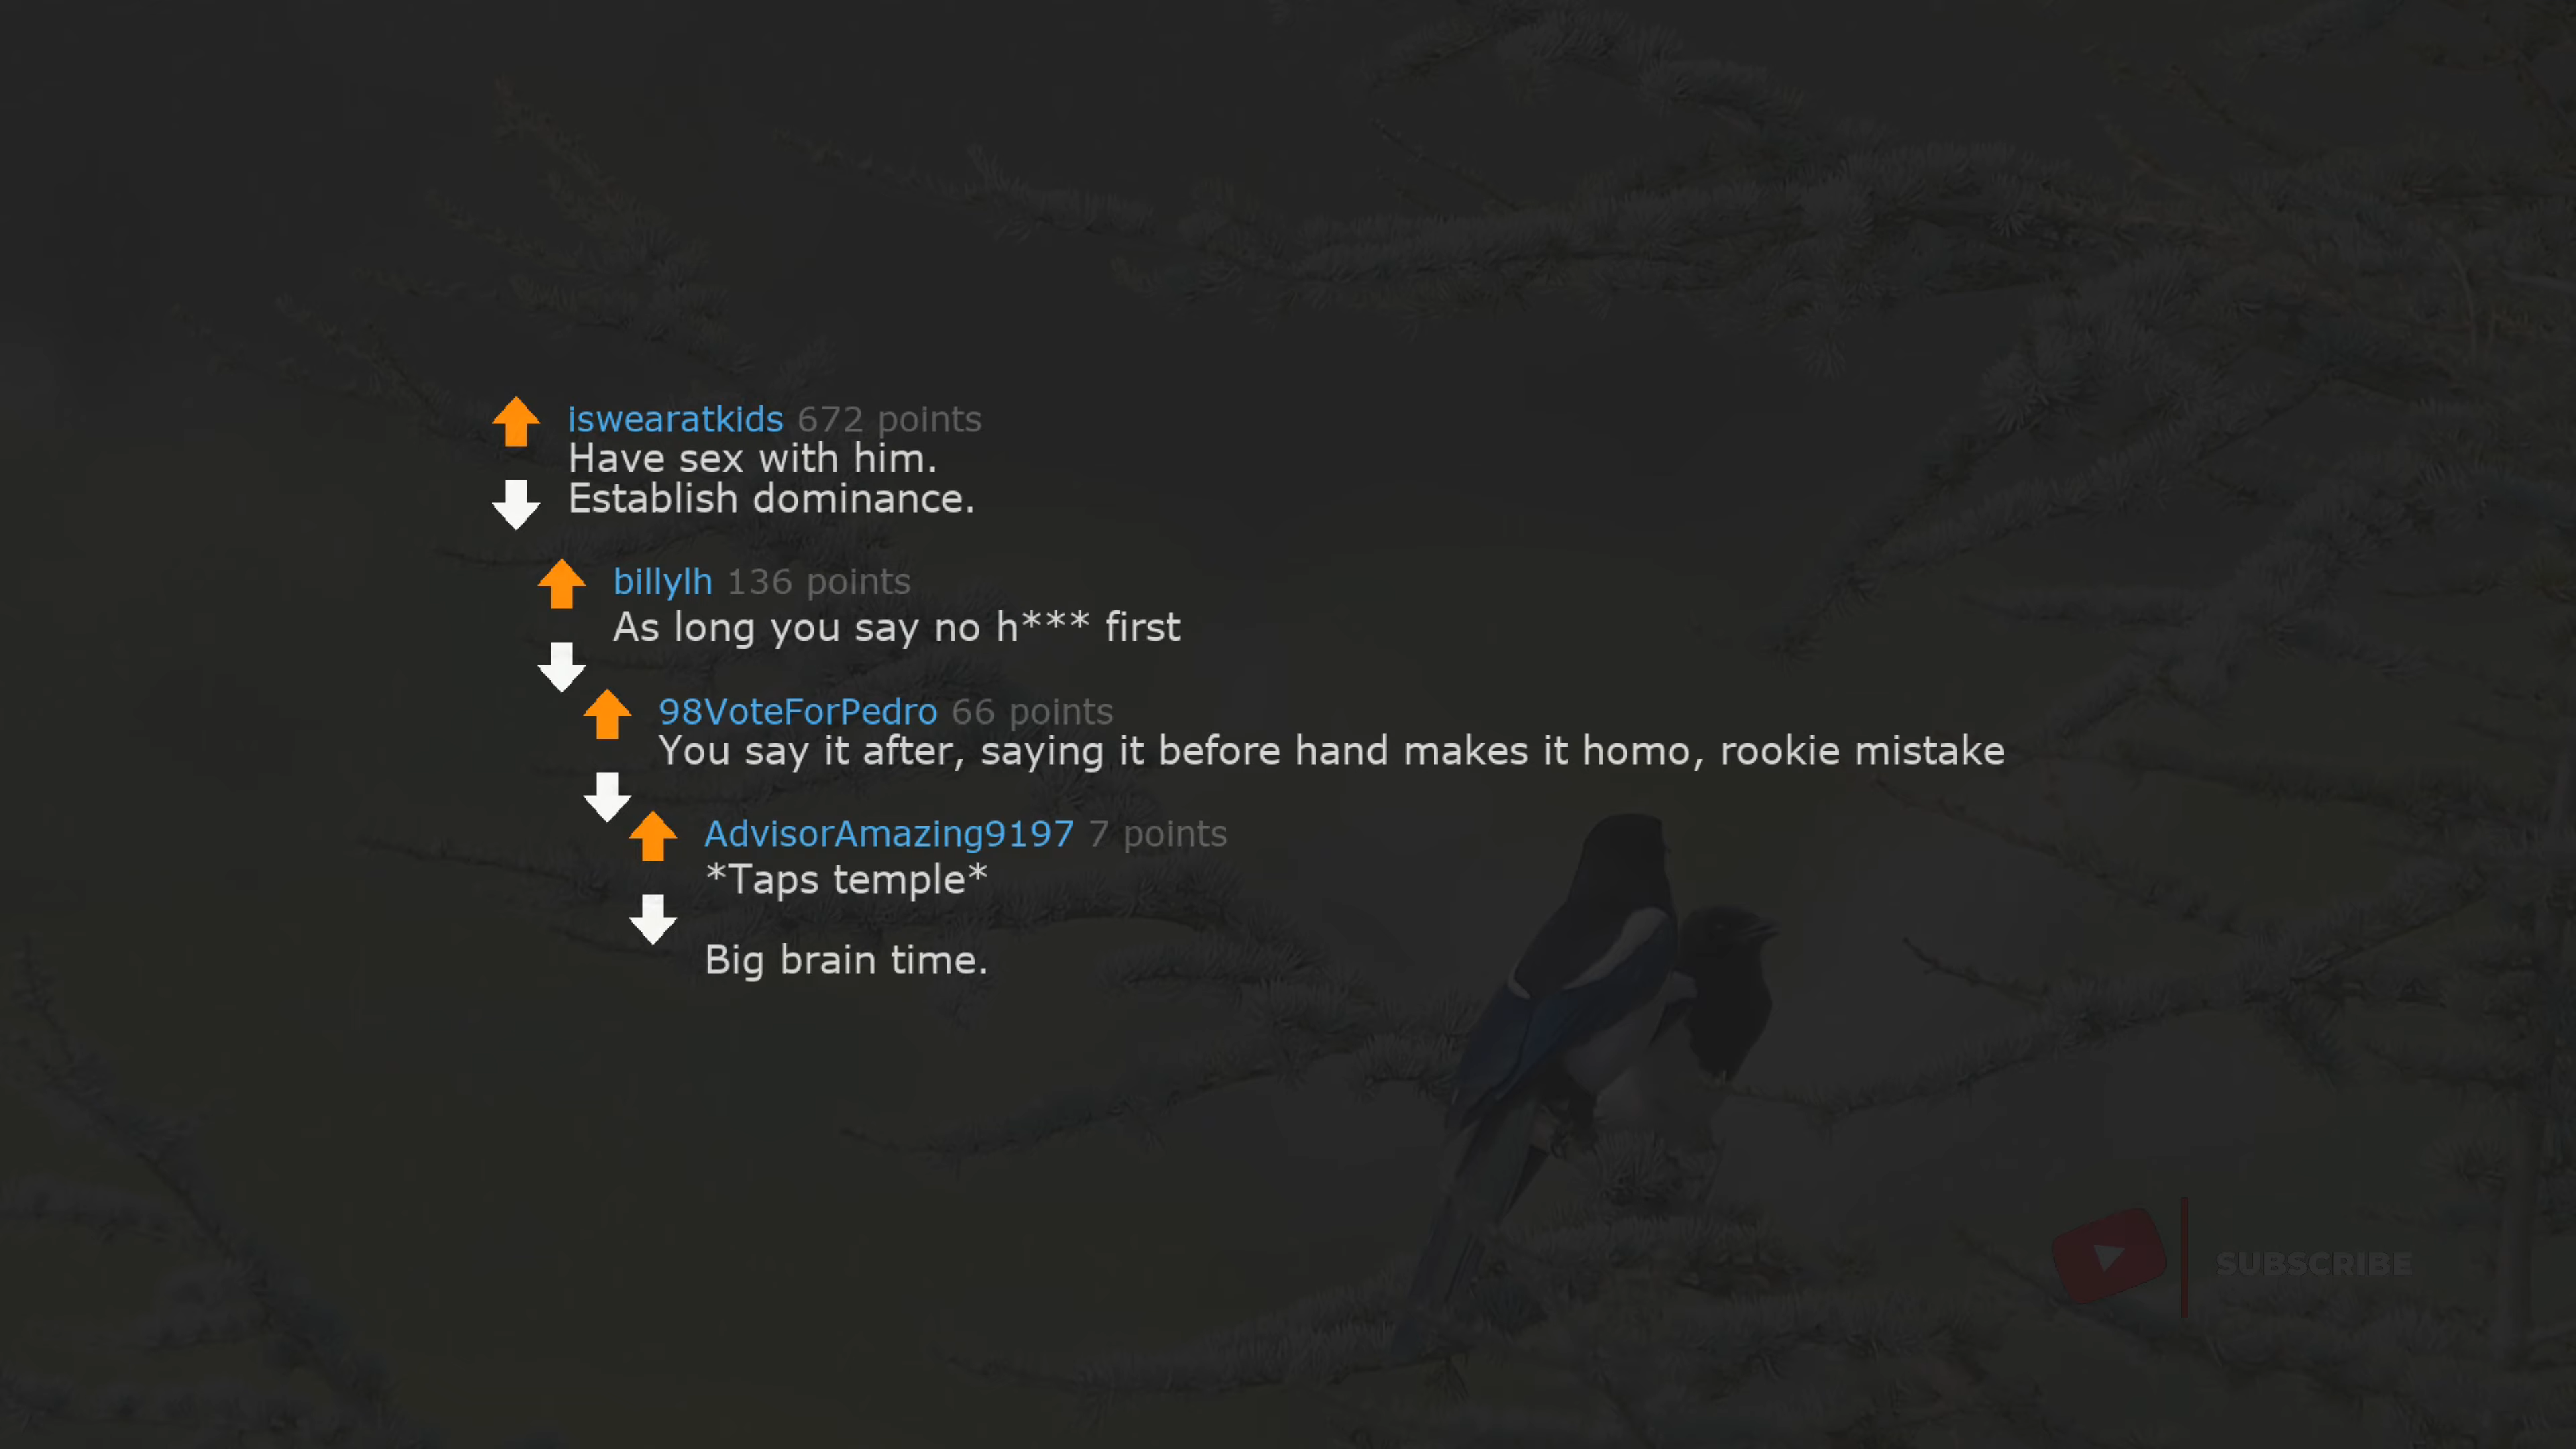 iswearatkids 672 points
Have sex with him.
Establish dominance.
billylh 136 points
As long you say no h*** first
98VoteForPedro 66 points
You say it after, saying it before hand makes it homo, rookie mistake
AdvisorAmazing9197 7 points
*Taps temple*
Big brain time.
SUBSCRIBE